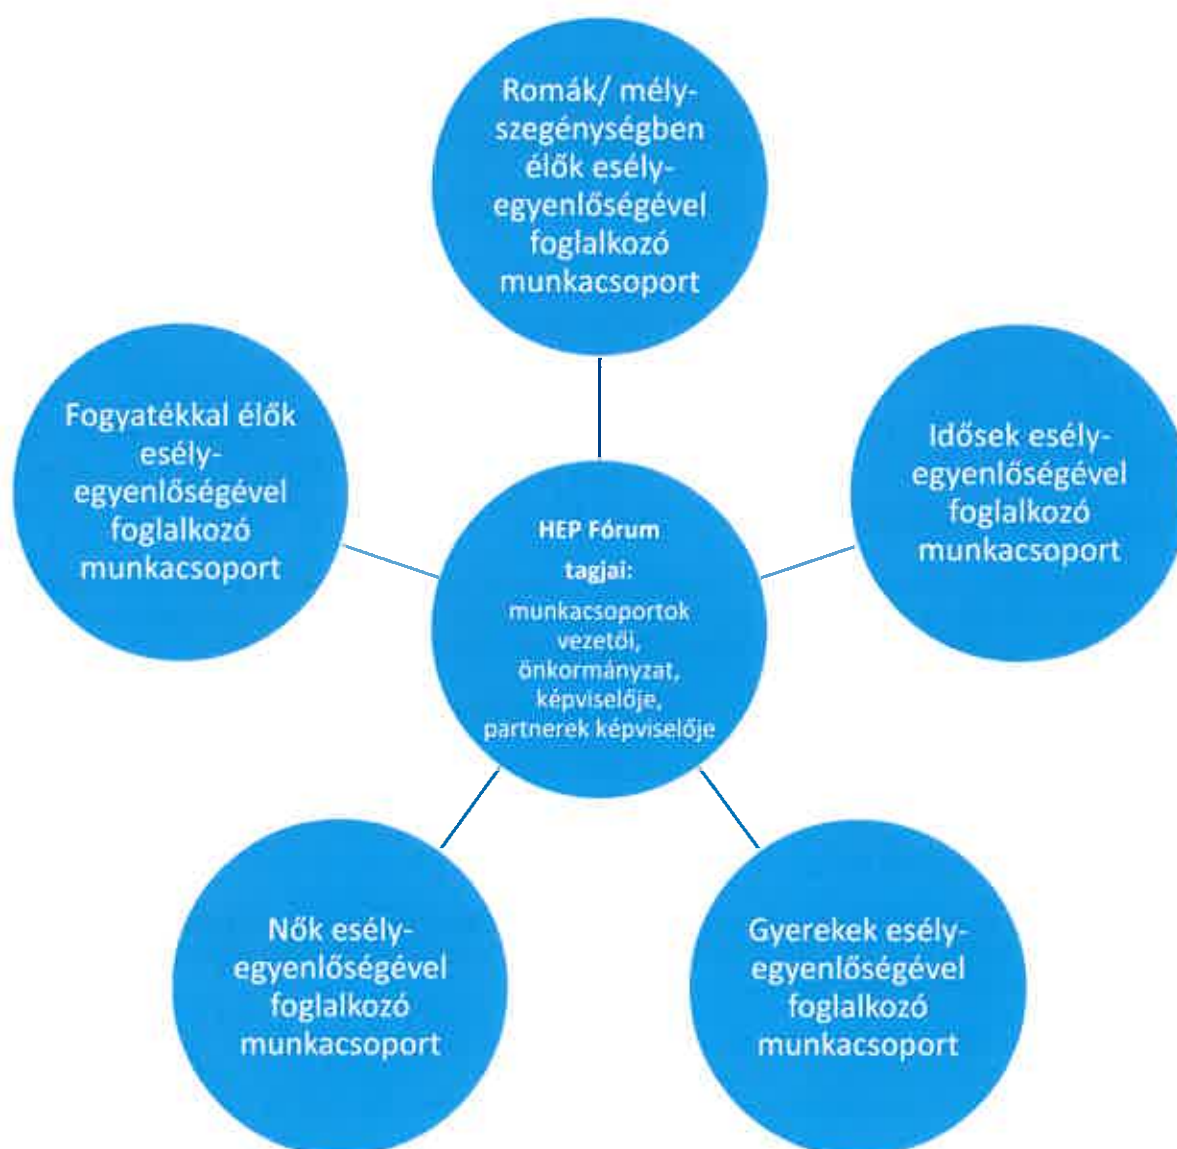 Romák/ mély-
szegénységben
élők esély-
egyenlőségével
foglalkozó
munkacsoport
Fogyatékkal élők
esély-
egyenlőségével
foglalkozó
munkacsoport
Idősek esély-
egyenlőségével
foglalkozó
munkacsoport
HEP Fórum
tagjai:
munkacsoportok
vezetői,
önkormányzat,
képviselője,
partnerek képviselője
Nők esély-
egyenlőségével
foglalkozó
munkacsoport
Gyerekek esély-
egyenlőségével
foglalkozó
munkacsoport